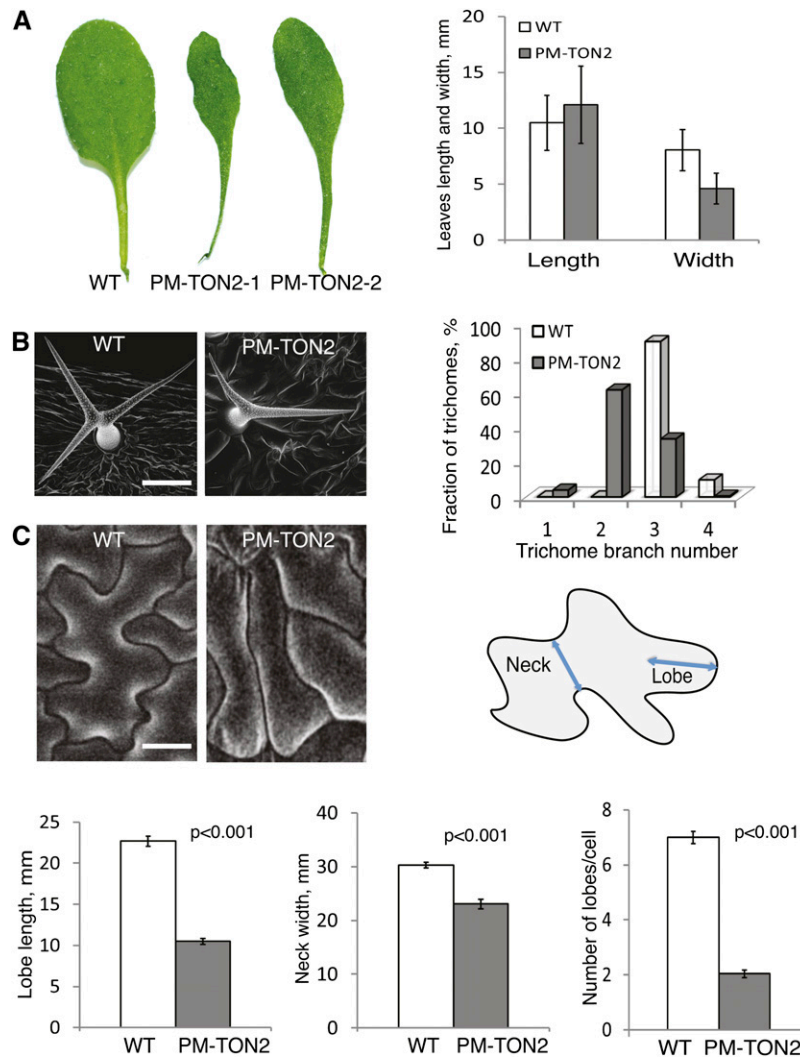 A
WT
PM-TON2-1
PM-TON2-2
Leaves length and width, mm
20
15
10
5
0
WT
PM-TON2
Length
Width
B
WT
PM-TON2
Fraction of trichomes, %
100
80
60
40
20
0
WT
PM-TON2
1 2 3 4
Trichome branch number
C
WT
PM-TON2
Neck
Lobe
Lobe length, mm
25
20
15
10
5
0
p<0.001
WT PM-TON2
Neck width, mm
40
30
20
10
0
p<0.001
WT PM-TON2
Number of lobes/cell
8
6
4
2
0
p<0.001
WT PM-TON2